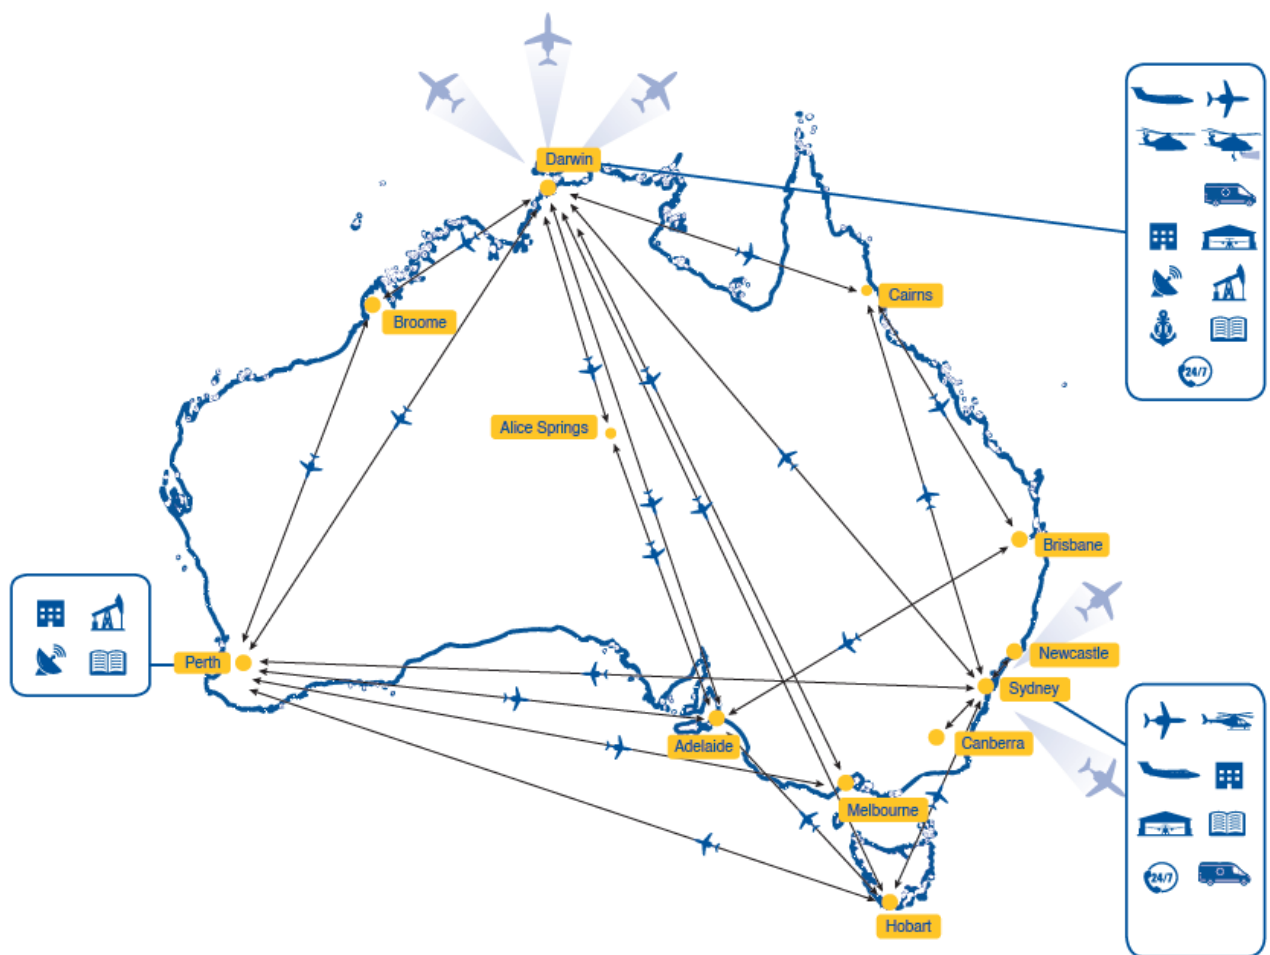 Darwin
Cairns
24/7
Broome
Alice Springs
Brisbane
Perth
Newcastle
Sydney
Adelaide
Canberra
Melbourne
24/7
Hobart